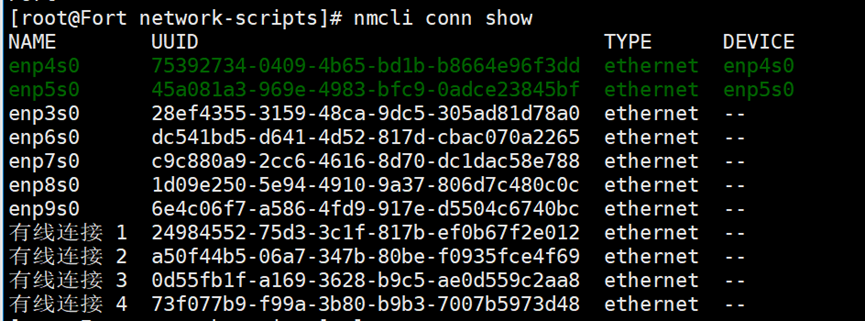 [root@Fort network-scripts]# nmcli conn show
NAME UUID TYPE DEVICE
enp4s0 75392734-0409-4b65-bd1b-b8664e96f3dd ethernet enp4s0
enp5s0 45a081a3-969e-4983-bfc9-0adce23845bf ethernet enp5s0
enp3s0 28ef4355-3159-48ca-9dc5-305ad81d78a0 ethernet --
enp6s0 dc541bd5-d641-4d52-817d-cbac070a2265 ethernet --
enp7s0 c9c880a9-2cc6-4616-8d70-dc1dac58e788 ethernet --
enp8s0 1d09e250-5e94-4910-9a37-806d7c480c0c ethernet --
enp9s0 6e4c06f7-a586-4fd9-917e-d5504c6740bc ethernet --
有线连接 1 24984552-75d3-3c1f-817b-ef0b67f2e012 ethernet --
有线连接 2 a50f44b5-06a7-347b-80be-f0935fce4f69 ethernet --
有线连接 3 0d55fb1f-a169-3628-b9c5-ae0d559c2aa8 ethernet --
有线连接 4 73f077b9-f99a-3b80-b9b3-7007b5973d48 ethernet --